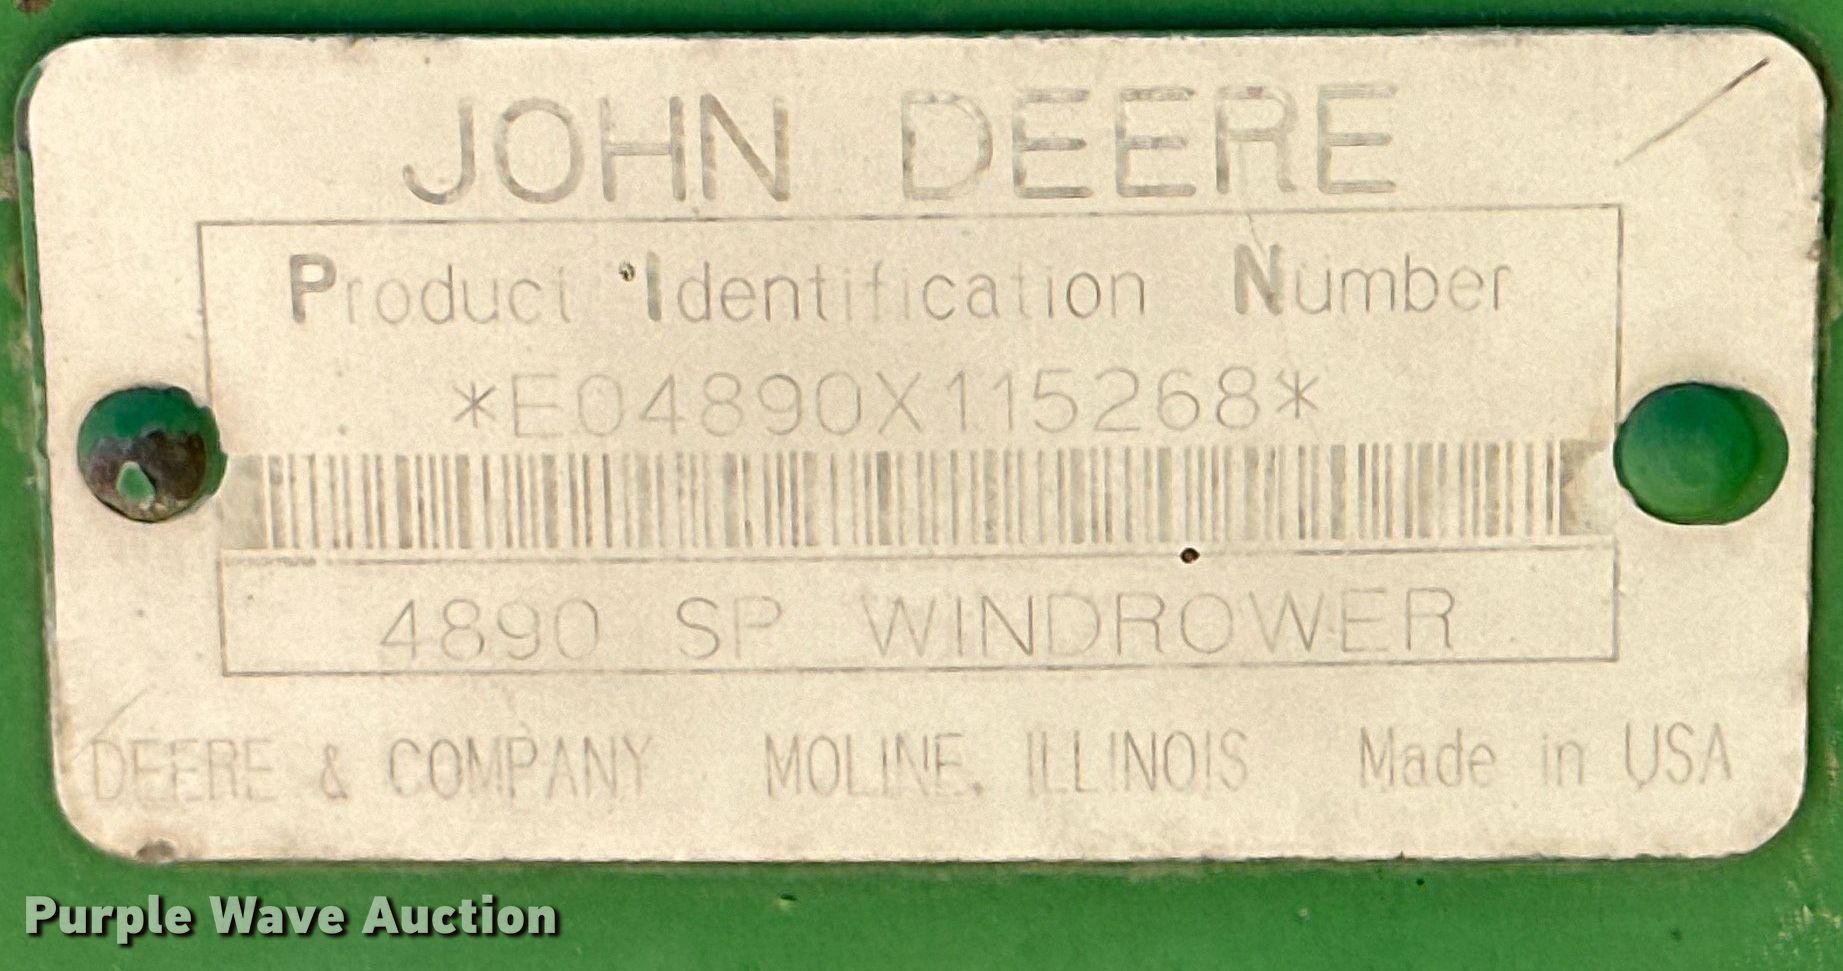 JOHN DEERE
Product Identification Number
*E04890X115268*
4890 SP WINDROWER
DEERE & COMPANY MOLINE, ILLINOIS Made in USA
Purple Wave Auction